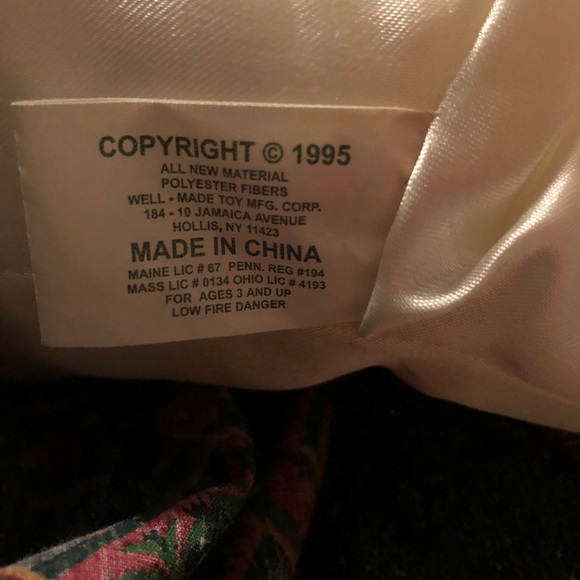 COPYRIGHT © 1995
ALL NEW MATERIAL
POLYESTER FIBERS
WELL - MADE TOY MFG. CORP.
184 - 10 JAMAICA AVENUE
HOLLIS, NY 11423
MADE IN CHINA
MAINE LIC # 67 PENN. REG #194
MASS LIC # 0134 OHIO LIC # 4193
FOR AGES 3 AND UP
LOW FIRE DANGER